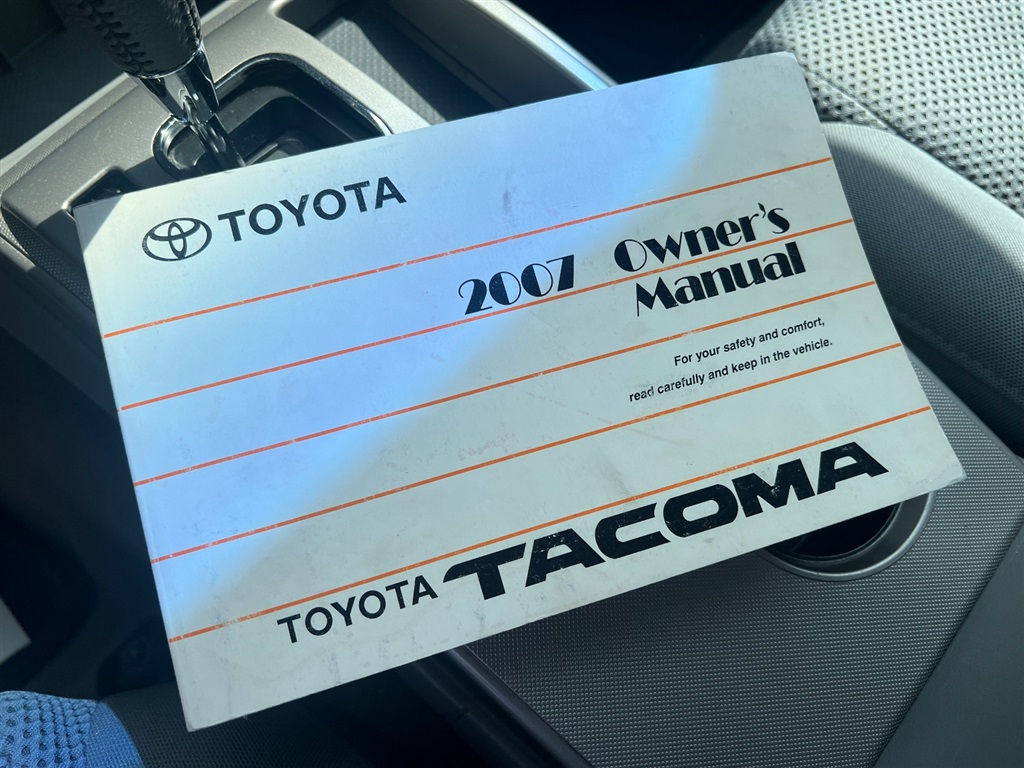 TOYOTA
2007 Owner's
Manual
For your safety and comfort,
read carefully and keep in the vehicle.
TOYOTA TACOMA